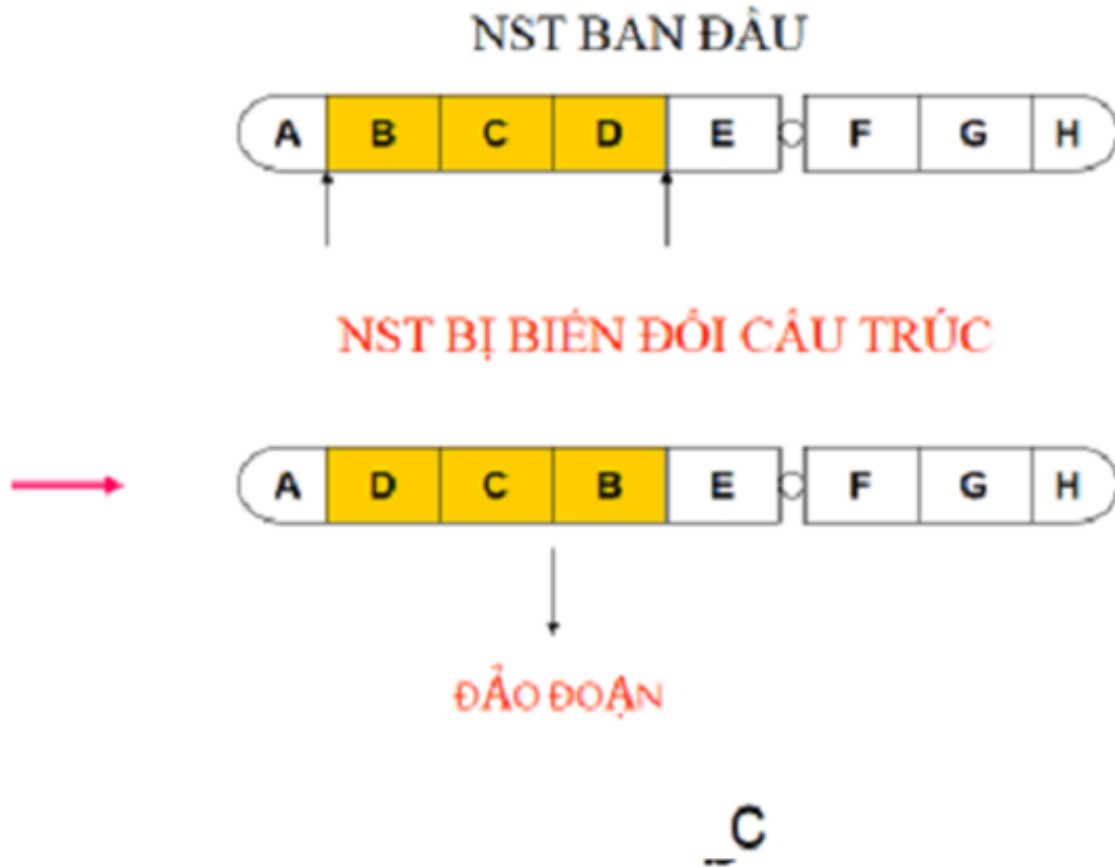 NST BAN ĐẦU
A B C D E F G H
NST BỊ BIẾN ĐỔI CẤU TRÚC
A D C B E F G H
ĐẢO ĐOẠN
C